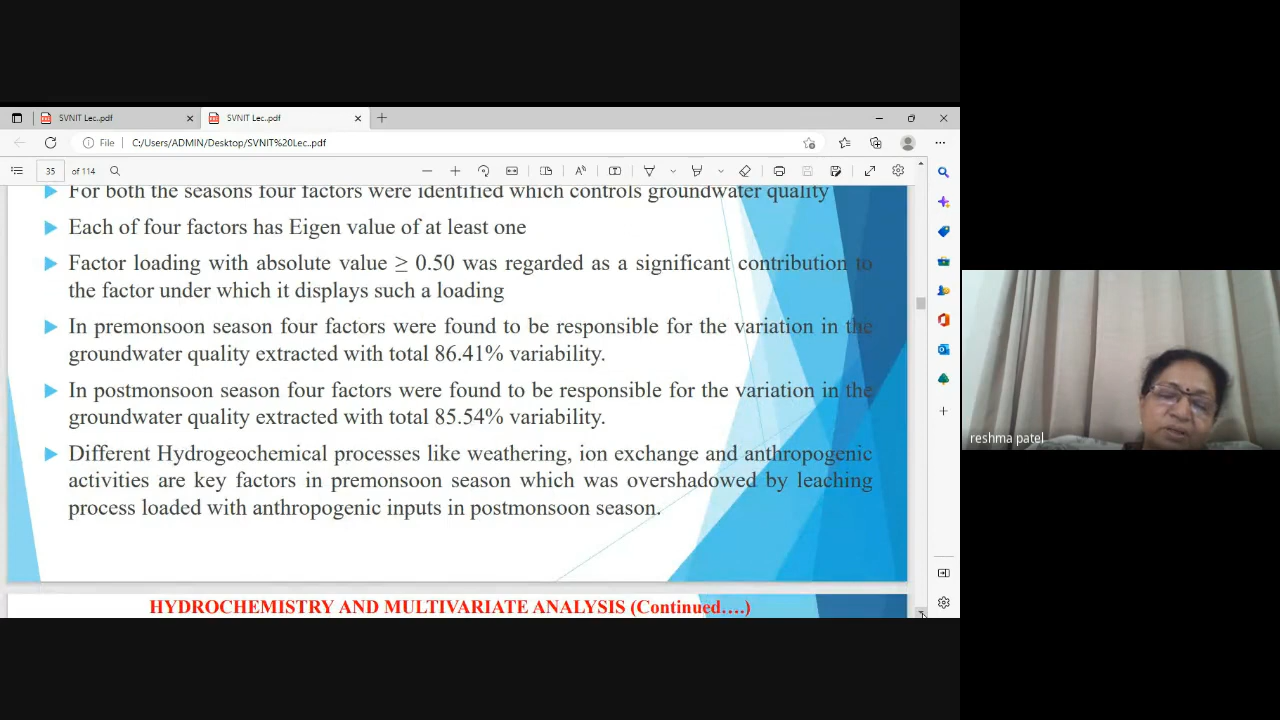 SVNIT Lec..pdf
SVNIT Lec..pdf
File
C:/Users/ADMIN/Desktop/SVNIT%20Lec..pdf
35
of 114
For both the seasons four factors were identified which controls groundwater quality
Each of four factors has Eigen value of at least one
Factor loading with absolute value ≥ 0.50 was regarded as a significant contribution to
the factor under which it displays such a loading
In premonsoon season four factors were found to be responsible for the variation in the
groundwater quality extracted with total 86.41% variability.
In postmonsoon season four factors were found to be responsible for the variation in the
groundwater quality extracted with total 85.54% variability.
Different Hydrogeochemical processes like weathering, ion exchange and anthropogenic
activities are key factors in premonsoon season which was overshadowed by leaching
process loaded with anthropogenic inputs in postmonsoon season.
HYDROCHEMISTRY AND MULTIVARIATE ANALYSIS (Continued….)
reshma patel